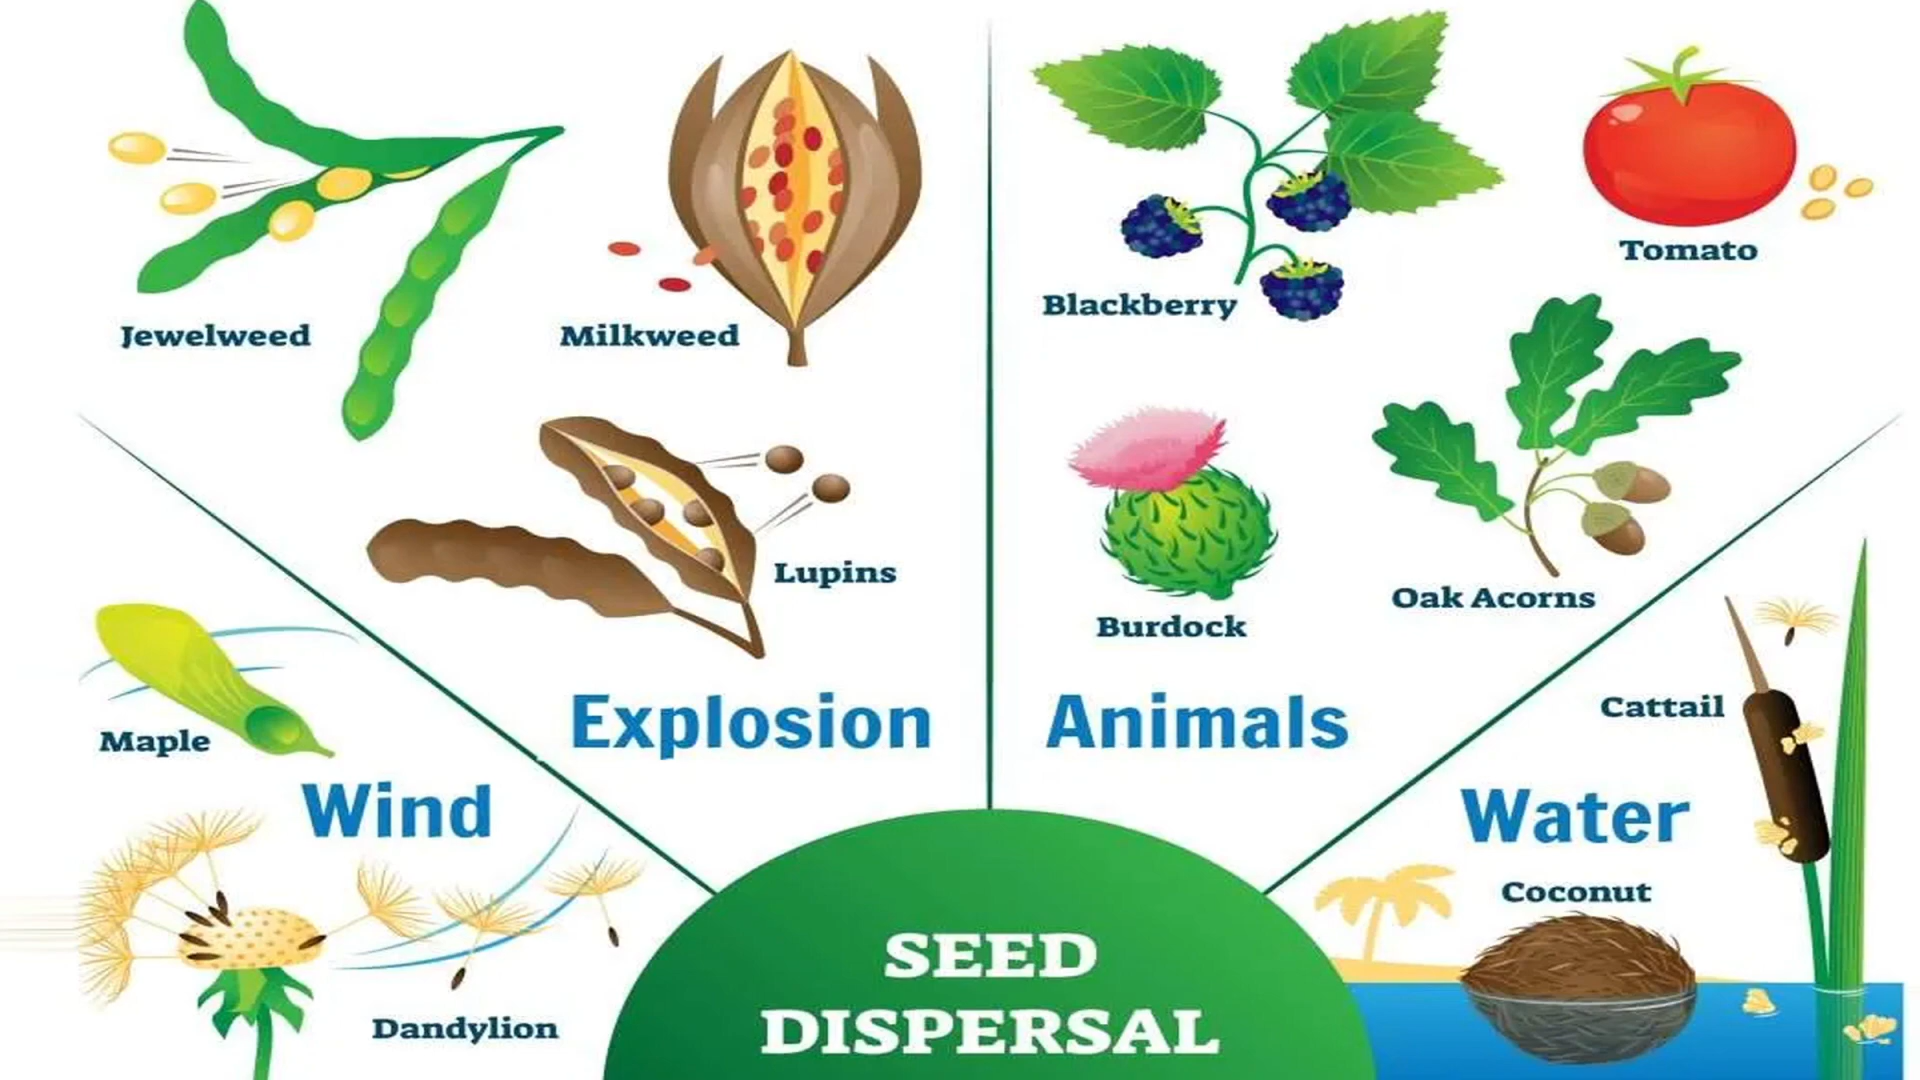 Jewelweed
Milkweed
Lupins
Explosion
Blackberry
Tomato
Burdock
Oak Acorns
Animals
Maple
Wind
Dandylion
Cattail
Water
Coconut
SEED
DISPERSAL